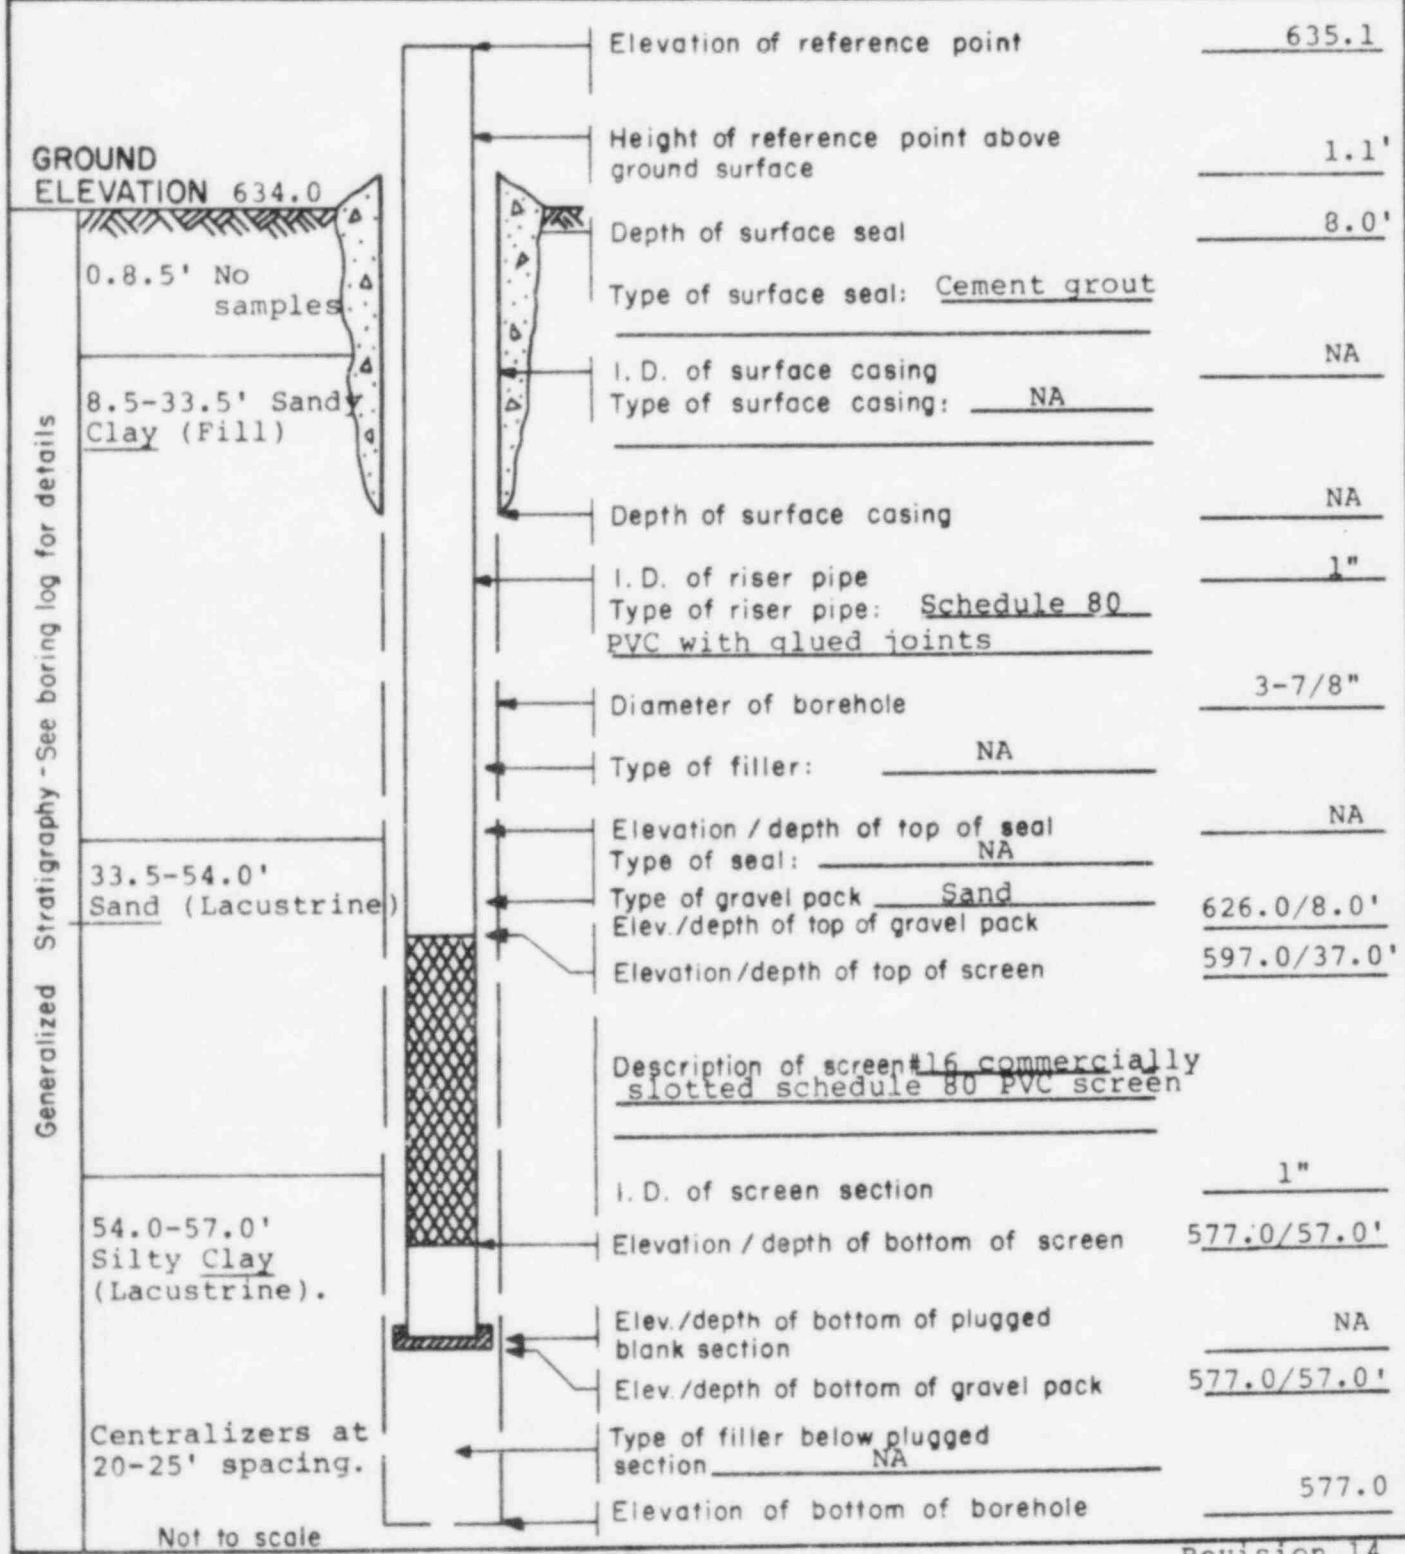 Elevation of reference point 635.1
Height of reference point above
ground surface 1.1'
GROUND
ELEVATION 634.0
Depth of surface seal 8.0'
0.8.5' No
samples
Type of surface seal: Cement grout
I.D. of surface casing NA
Type of surface casing: NA
8.5-33.5' Sandy
Clay (Fill)
Depth of surface casing NA
I.D. of riser pipe 1"
Type of riser pipe: Schedule 80
PVC with glued joints
Diameter of borehole 3-7/8"
Type of filler: NA
Elevation / depth of top of seal NA
Type of seal: NA
33.5-54.0'
Sand (Lacustrine)
Type of gravel pack Sand
Elev./depth of top of gravel pack 626.0/8.0'
Elevation/depth of top of screen 597.0/37.0'
Description of screen #16 commercially
slotted schedule 80 PVC screen
I.D. of screen section 1"
54.0-57.0'
Silty Clay
(Lacustrine).
Elevation / depth of bottom of screen 577.0/57.0'
Elev./depth of bottom of plugged
blank section NA
Elev./depth of bottom of gravel pack 577.0/57.0'
Centralizers at
20-25' spacing.
Type of filler below plugged
section NA
Elevation of bottom of borehole 577.0
Not to scale
Generalized Stratigraphy - See boring log for details
Revision 14